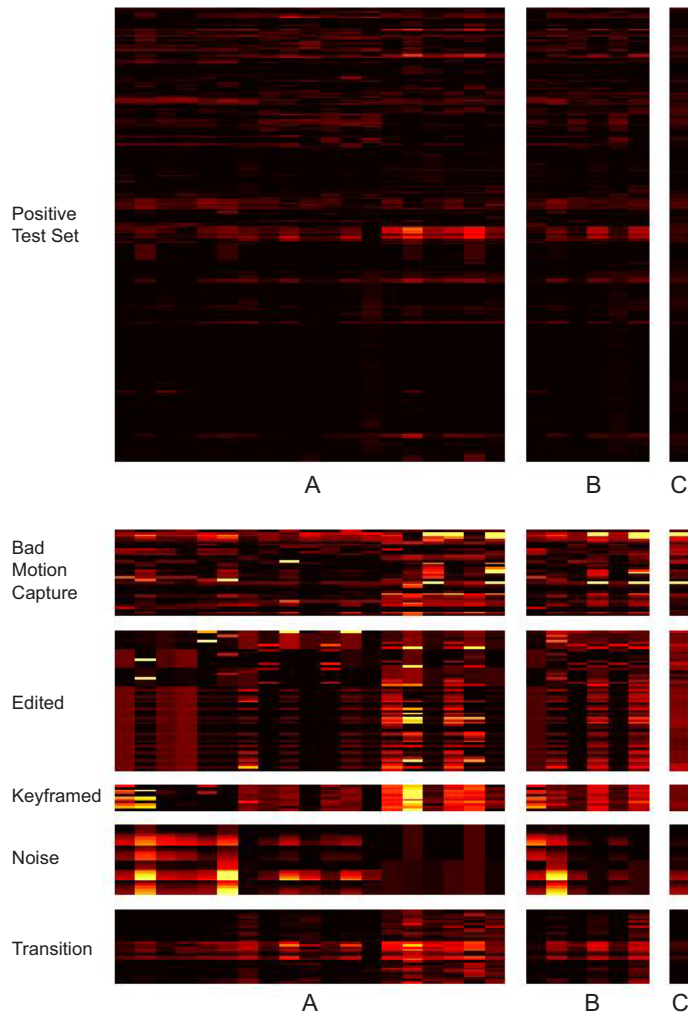 Positive
Test Set
A B C
Bad
Motion
Capture
Edited
Keyframed
Noise
Transition
A B C